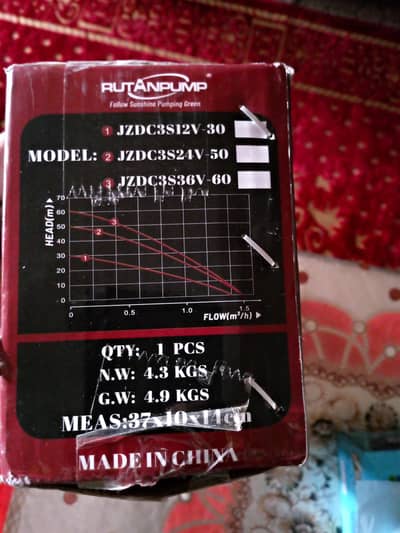 RUTANPUMP
Follow Sunshine Pumping Green
1 JZDC3S12V-30
MODEL: 2 JZDC3S24V-50
3 JZDC3S36V-60
70
60
50
40
30
20
10
0
HEAD(m)
1
2
3
0 0.5 1.0 1.5
FLOW(m³/h)
QTY: 1 PCS
N.W: 4.3 KGS
G.W: 4.9 KGS
MEAS:37x10x14cm
MADE IN CHINA